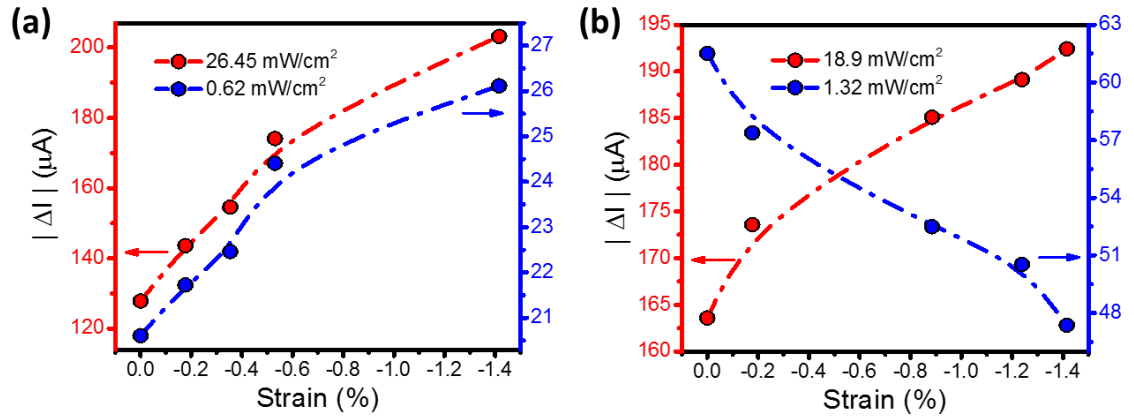 (a)
26.45 mW/cm²
0.62 mW/cm²
| ΔI | (μA)
200
180
160
140
120
27
26
25
24
23
22
21
0.0 -0.2 -0.4 -0.6 -0.8 -1.0 -1.2 -1.4
Strain (%)
(b)
18.9 mW/cm²
1.32 mW/cm²
| ΔI | (μA)
195
190
185
180
175
170
165
160
63
60
57
54
51
48
0.0 -0.2 -0.4 -0.6 -0.8 -1.0 -1.2 -1.4
Strain (%)